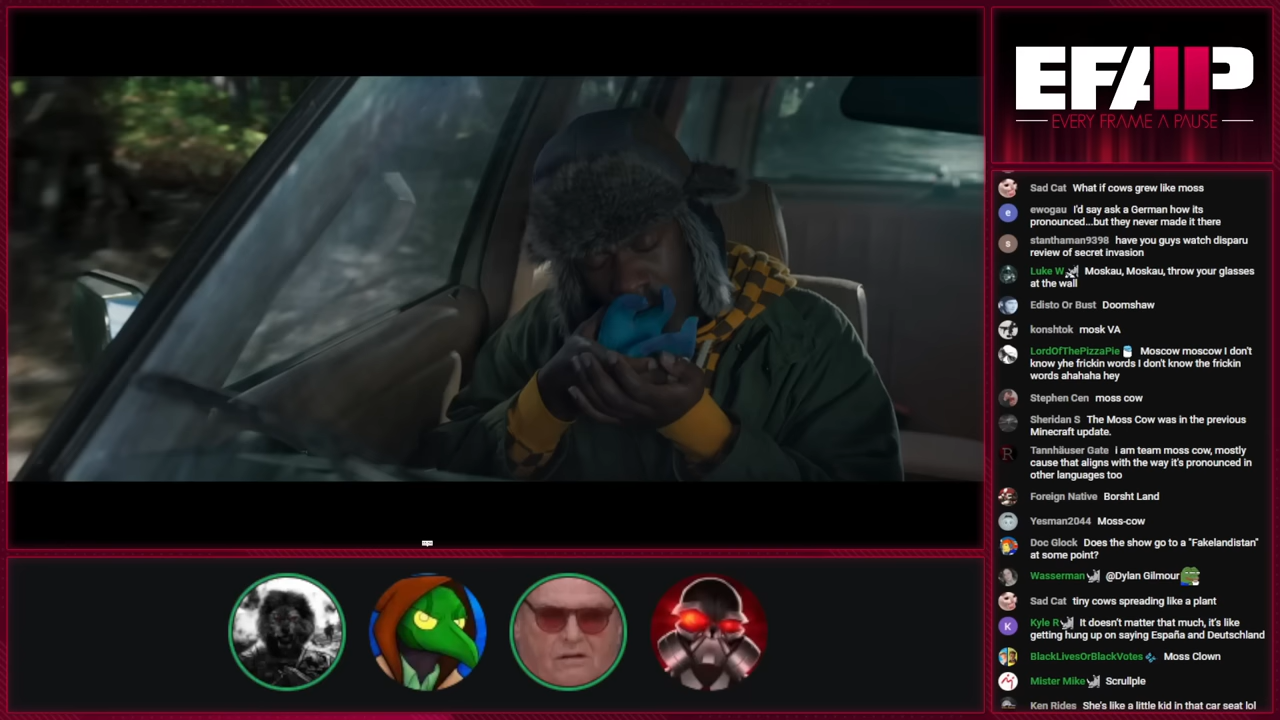 EFAP
EVERY FRAME A PAUSE
Sad Cat What if cows grew like moss
e
ewogau I'd say ask a German how its
pronounced...but they never made it there
s
stanthaman9398 have you guys watch disparu
review of secret invasion
Luke W Moskau, Moskau, throw your glasses
at the wall
Edisto Or Bust Doomshaw
konshtok mosk VA
LordOfThePizzaPie Moscow moscow I don't
know yhe frickin words I don't know the frickin
words ahahaha hey
Stephen Cen moss cow
Sheridan S The Moss Cow was in the previous
Minecraft update.
R
Tannhäuser Gate i am team moss cow, mostly
cause that aligns with the way it's pronounced in
other languages too
Foreign Native Borsht Land
Yesman2044 Moss-cow
Doc Glock Does the show go to a "Fakelandistan"
at some point?
Wasserman @Dylan Gilmour
Sad Cat tiny cows spreading like a plant
K
Kyle R It doesn't matter that much, it's like
getting hung up on saying España and Deutschland
BlackLivesOrBlackVotes Moss Clown
Mister Mike Scrullple
Ken Rides She's like a little kid in that car seat lol